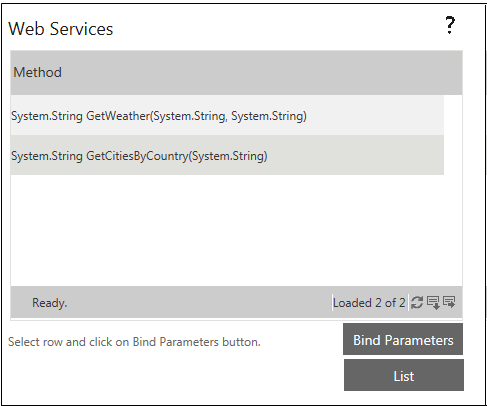 Web Services ?
Method
System.String GetWeather(System.String, System.String)
System.String GetCitiesByCountry(System.String)
Ready. Loaded 2 of 2
Select row and click on Bind Parameters button. Bind Parameters
List